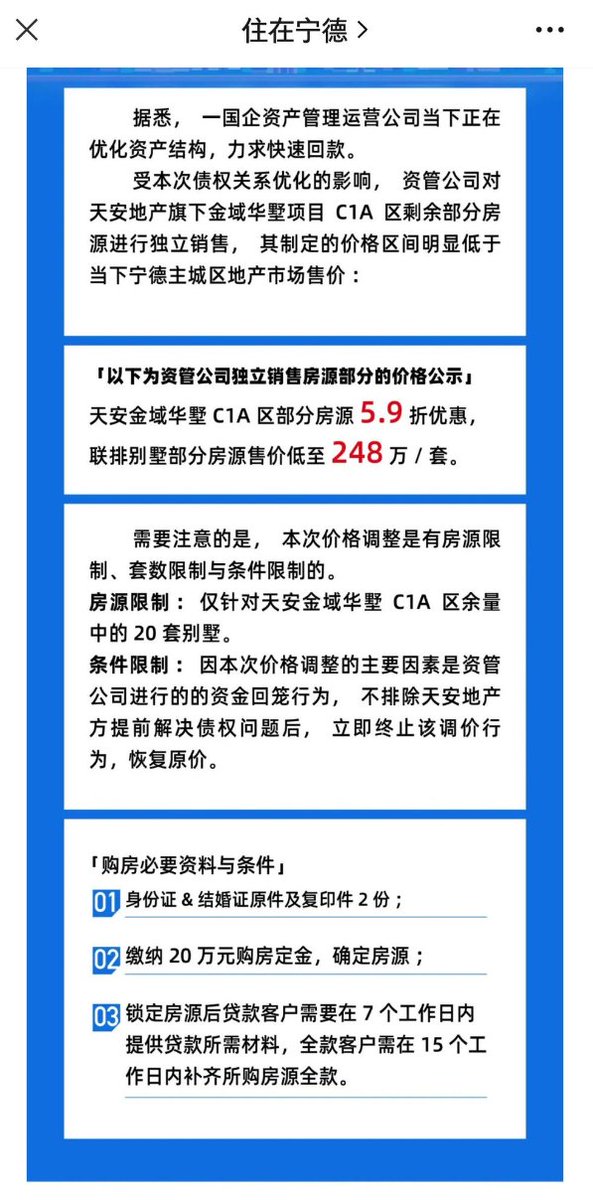 住在宁德
据悉， 一国企资产管理运营公司当下正在
优化资产结构，力求快速回款。
受本次债权关系优化的影响， 资管公司对
天安地产旗下金域华墅项目 C1A 区剩余部分房
源进行独立销售， 其制定的价格区间明显低于
当下宁德主城区地产市场售价：
「以下为资管公司独立销售房源部分的价格公示」
天安金域华墅 C1A 区部分房源 5.9 折优惠，
联排别墅部分房源售价低至 248 万 / 套。
需要注意的是， 本次价格调整是有房源限
制、套数限制与条件限制的。
房源限制： 仅针对天安金域华墅 C1A 区余量
中的 20 套别墅。
条件限制： 因本次价格调整的主要因素是资管
公司进行的的资金回笼行为， 不排除天安地产
方提前解决债权问题后， 立即终止该调价行
为，恢复原价。
「购房必要资料与条件」
01 身份证 & 结婚证原件及复印件 2 份；
02 缴纳 20 万元购房定金，确定房源；
03 锁定房源后贷款客户需要在 7 个工作日内
提供贷款所需材料，全款客户需在 15 个工
作日内补齐所购房源全款。